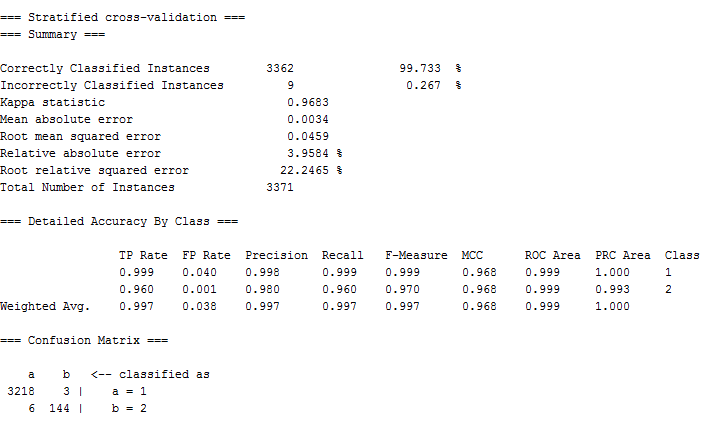 === Stratified cross-validation ===
=== Summary ===
Correctly Classified Instances 3362 99.733 %
Incorrectly Classified Instances 9 0.267 %
Kappa statistic 0.9683
Mean absolute error 0.0034
Root mean squared error 0.0459
Relative absolute error 3.9584 %
Root relative squared error 22.2465 %
Total Number of Instances 3371
=== Detailed Accuracy By Class ===
TP Rate FP Rate Precision Recall F-Measure MCC ROC Area PRC Area Class
0.999 0.040 0.998 0.999 0.999 0.968 0.999 1.000 1
0.960 0.001 0.980 0.960 0.970 0.968 0.999 0.993 2
Weighted Avg. 0.997 0.038 0.997 0.997 0.997 0.968 0.999 1.000
=== Confusion Matrix ===
a b <-- classified as
3218 3 | a = 1
6 144 | b = 2